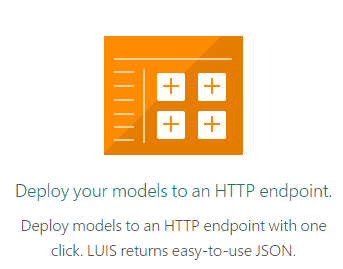 Deploy your models to an HTTP endpoint.
Deploy models to an HTTP endpoint with one
click. LUIS returns easy-to-use JSON.